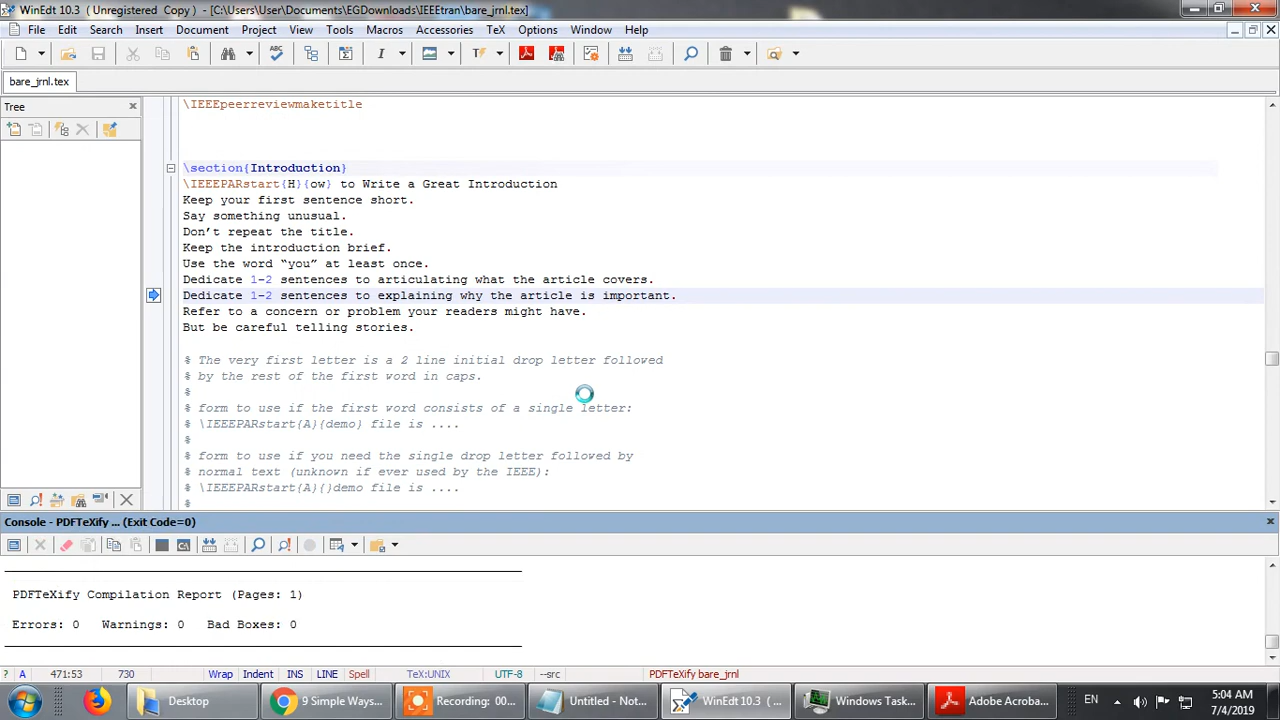 WinEdt 10.3  (Unregistered  Copy) - [C:\Users\User\Documents\EGDownloads\IEEEtran\bare_jrnl.tex]
File Edit Search Insert Document Project View Tools Macros Accessories TeX Options Window Help
bare_jrnl.tex
Tree
\IEEEpeerreviewmaketitle
\section{Introduction}
\IEEEPARstart{H}{ow} to Write a Great Introduction
Keep your first sentence short.
Say something unusual.
Don’t repeat the title.
Keep the introduction brief.
Use the word “you” at least once.
Dedicate 1-2 sentences to articulating what the article covers.
Dedicate 1-2 sentences to explaining why the article is important.
Refer to a concern or problem your readers might have.
But be careful telling stories.
% The very first letter is a 2 line initial drop letter followed
% by the rest of the first word in caps.
%
% form to use if the first word consists of a single letter:
% \IEEEPARstart{A}{demo} file is ....
%
% form to use if you need the single drop letter followed by
% normal text (unknown if ever used by the IEEE):
% \IEEEPARstart{A}{}demo file is ....
%
Console - PDFTeXify ... (Exit Code=0)
PDFTeXify Compilation Report (Pages: 1)
Errors: 0   Warnings: 0   Bad Boxes: 0
? A 471:53 730 Wrap Indent INS LINE Spell TeX:UNIX UTF-8 --src PDFTeXify bare_jrnl
Desktop 9 Simple Ways... Recording: 00... Untitled - Not... WinEdt 10.3 ( ... Windows Task... Adobe Acroba... EN 5:04 AM
7/4/2019